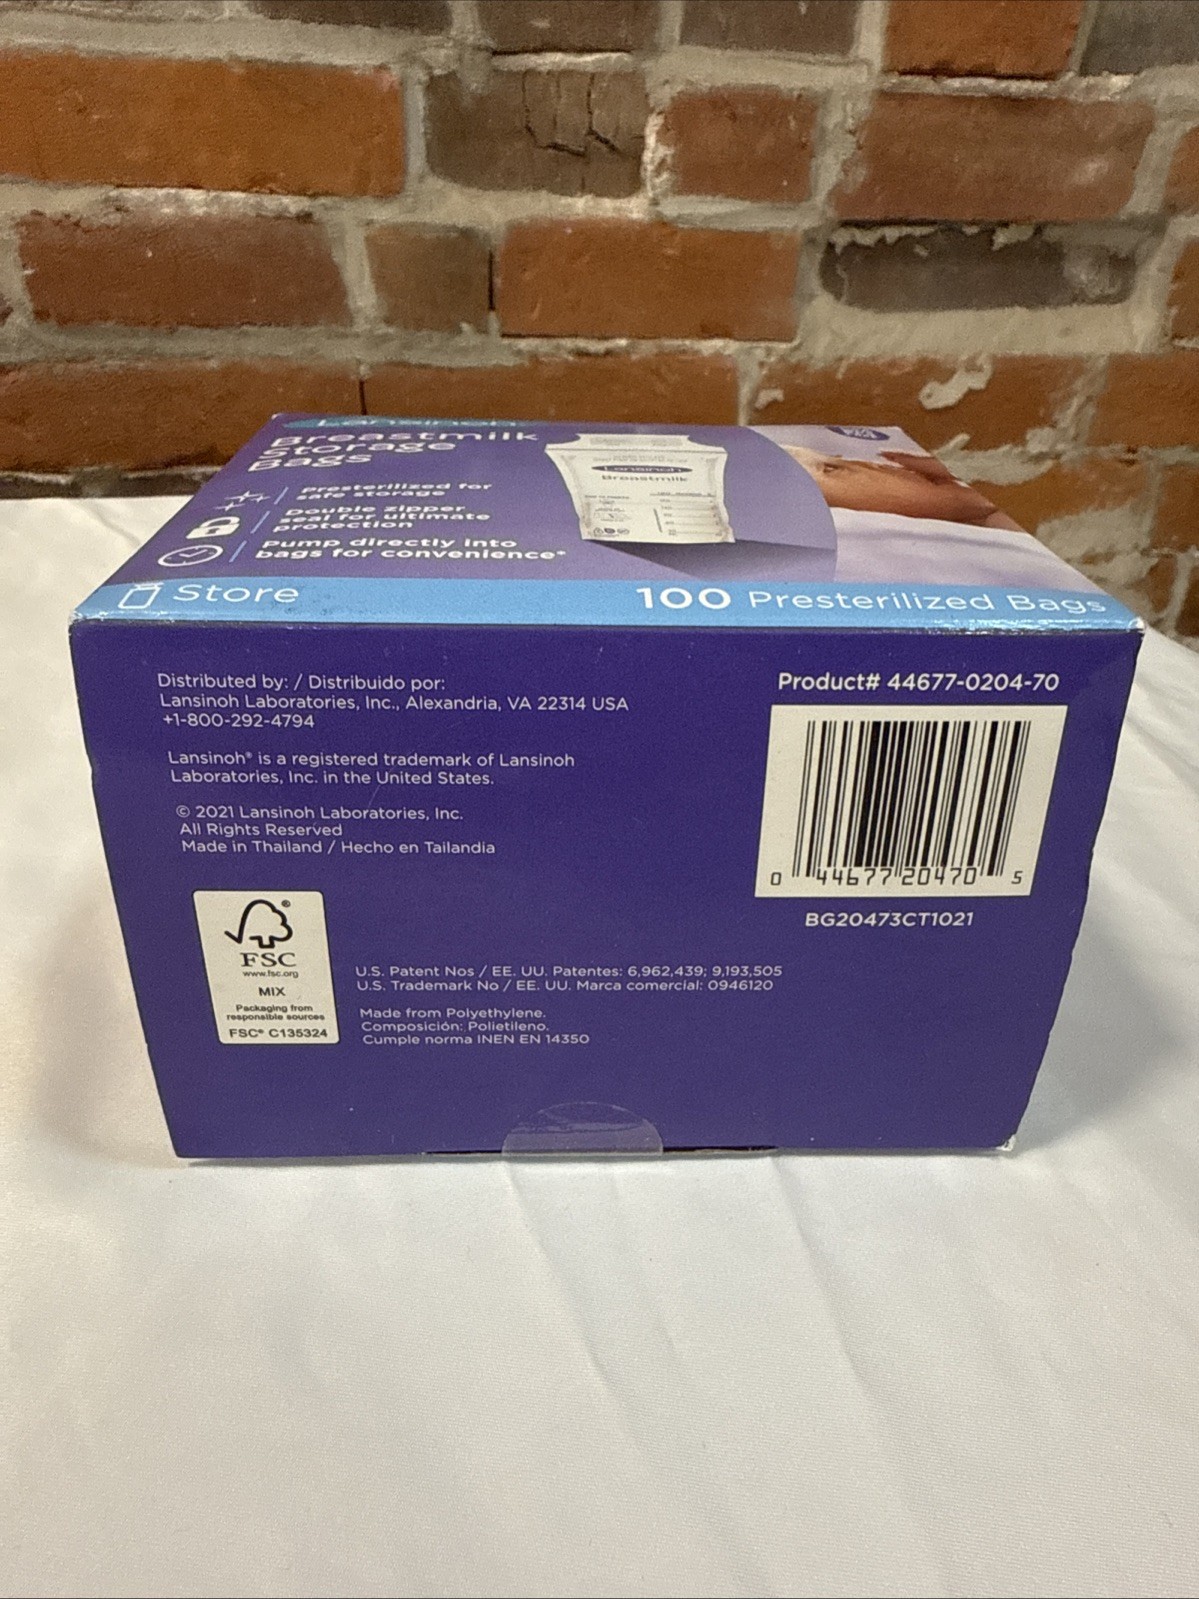 Lansinoh
Breastmilk
Storage
Bags
Presterilized for
safe storage
Double zipper
seal for ultimate
protection
Pump directly into
bags for convenience*
Lansinoh
Breastmilk
Store
100 Presterilized Bags
Distributed by: / Distribuido por:
Lansinoh Laboratories, Inc., Alexandria, VA 22314 USA
+1-800-292-4794
Lansinoh® is a registered trademark of Lansinoh
Laboratories, Inc. in the United States.
© 2021 Lansinoh Laboratories, Inc.
All Rights Reserved
Made in Thailand / Hecho en Tailandia
Product# 44677-0204-70
0 44677 20470 5
BG20473CT1021
FSC
www.fsc.org
MIX
Packaging from
responsible sources
FSC® C135324
U.S. Patent Nos / EE. UU. Patentes: 6,962,439; 9,193,505
U.S. Trademark No / EE. UU. Marca comercial: 0946120
Made from Polyethylene.
Composición: Polietileno.
Cumple norma INEN EN 14350